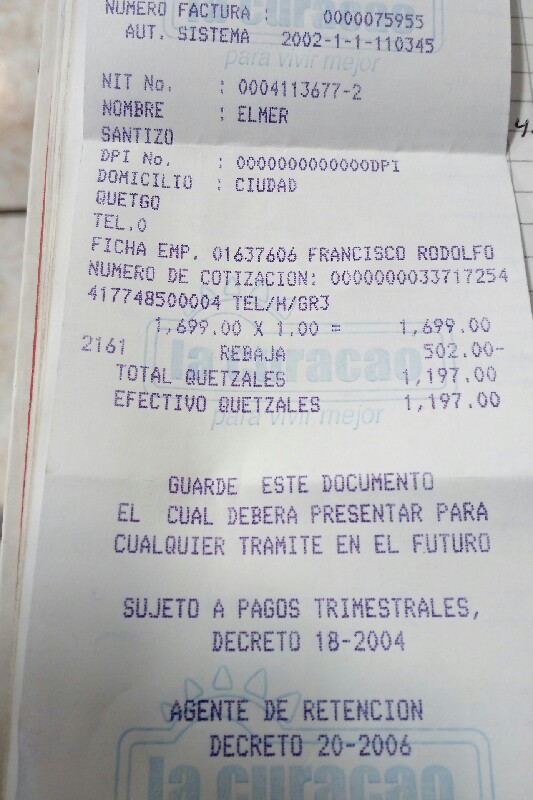 NUMERO FACTURA : 0000075955
AUT. SISTEMA 2002-1-1-110345
la curacao
para vivir mejor
NIT No. : 0004113677-2
NOMBRE : ELMER
SANTIZO
DPI No. : 0000000000000DPI
DOMICILIO : CIUDAD
QUETGO
TEL.0
FICHA EMP. 01637606 FRANCISCO RODOLFO
NUMERO DE COTIZACION: 0000000033717254
417748500004 TEL/H/GR3
1,699.00 X 1.00 = 1,699.00
2161 REBAJA 502.00-
la curacao
TOTAL QUETZALES 1,197.00
EFECTIVO QUETZALES 1,197.00
para vivir mejor
GUARDE ESTE DOCUMENTO
EL CUAL DEBERA PRESENTAR PARA
CUALQUIER TRAMITE EN EL FUTURO
SUJETO A PAGOS TRIMESTRALES,
DECRETO 18-2004
AGENTE DE RETENCION
DECRETO 20-2006
la curacao